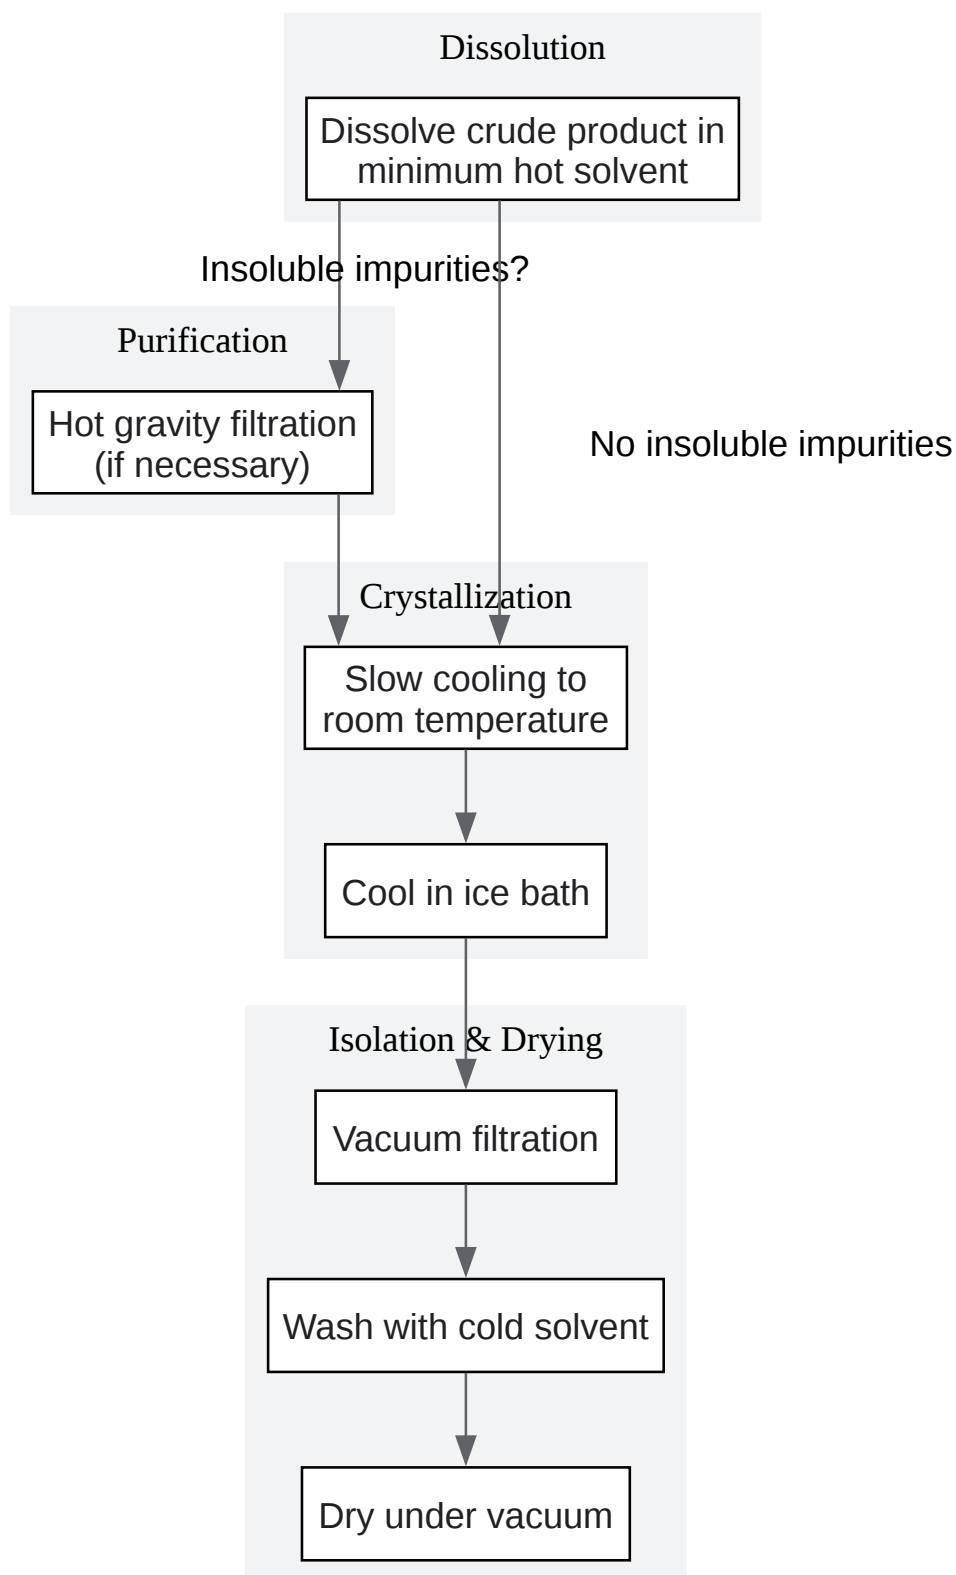 Dissolution
Dissolve crude product in
minimum hot solvent
Insoluble impurities?
Purification
Hot gravity filtration
(if necessary)
No insoluble impurities
Crystallization
Slow cooling to
room temperature
Cool in ice bath
Isolation & Drying
Vacuum filtration
Wash with cold solvent
Dry under vacuum